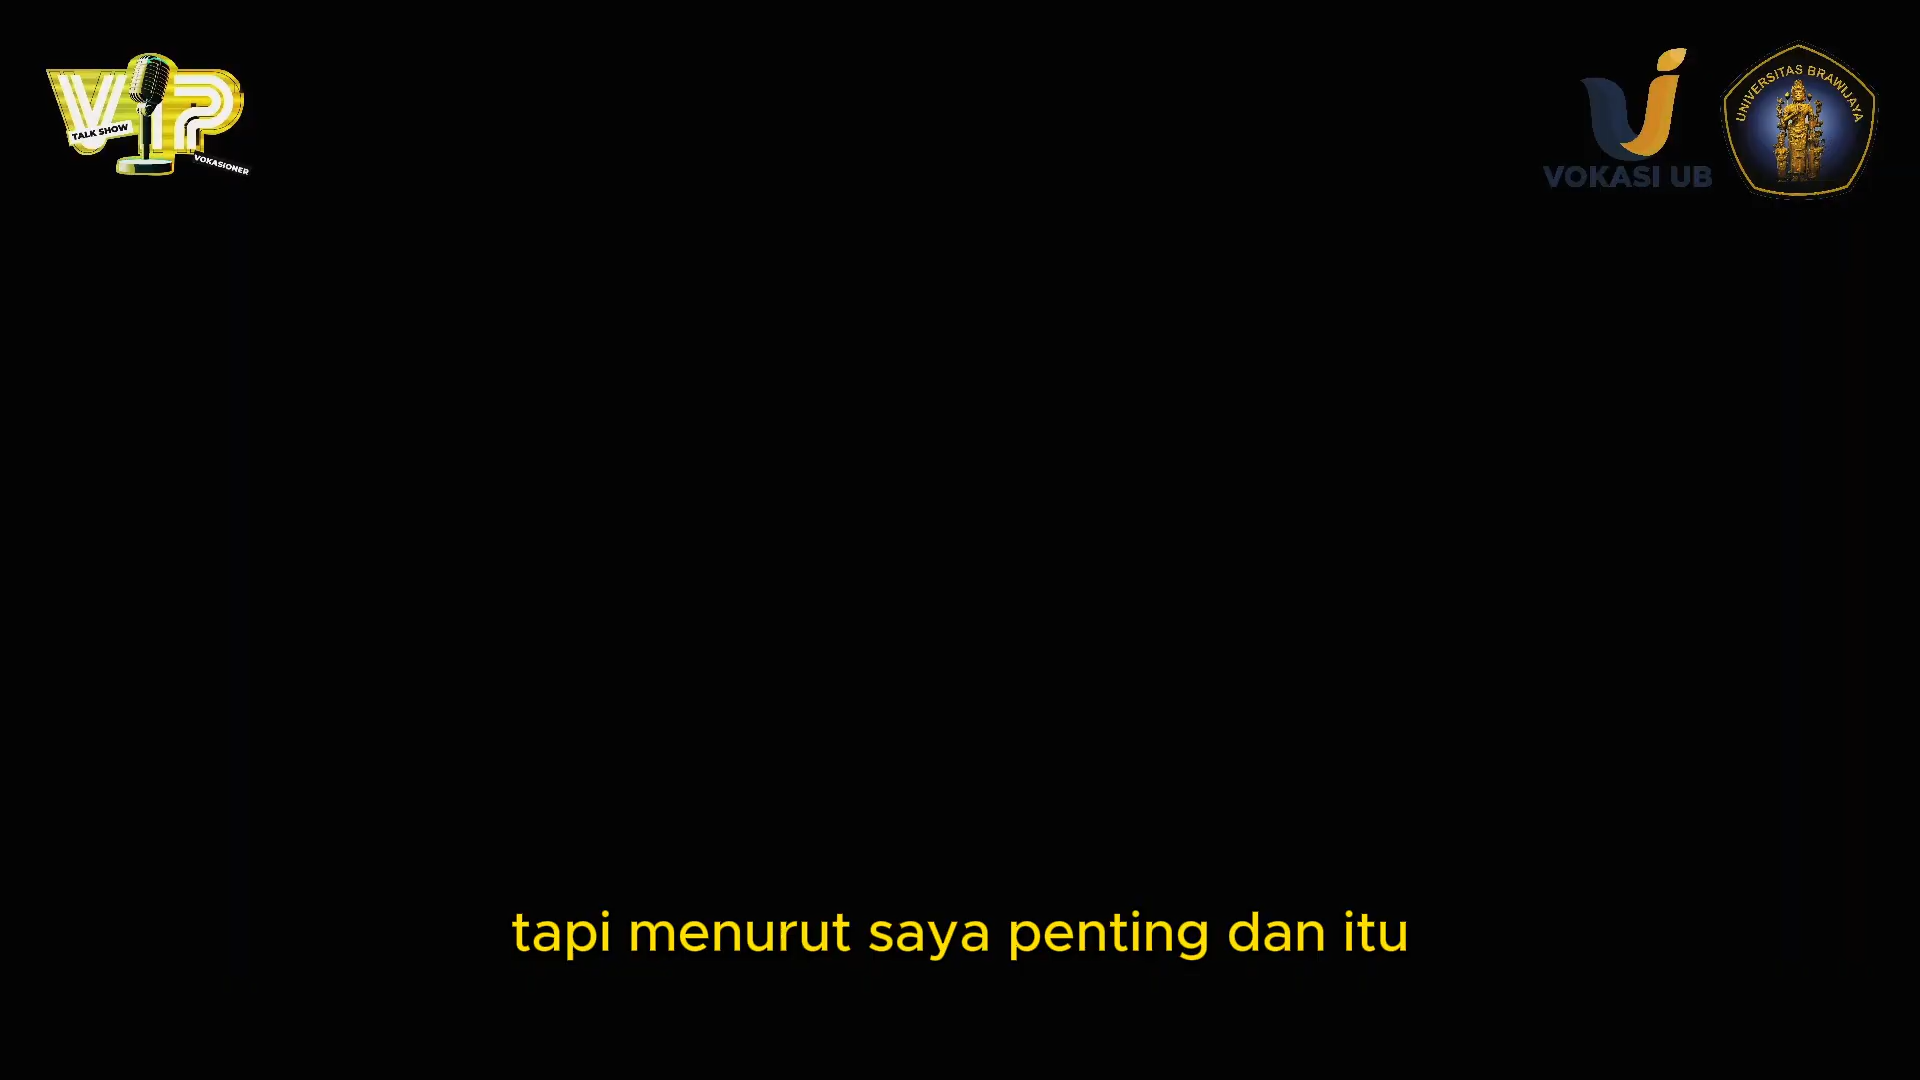 VIP
TALK SHOW
VOKASIONER
VOKASI UB
UNIVERSITAS BRAWIJAYA
tapi menurut saya penting dan itu